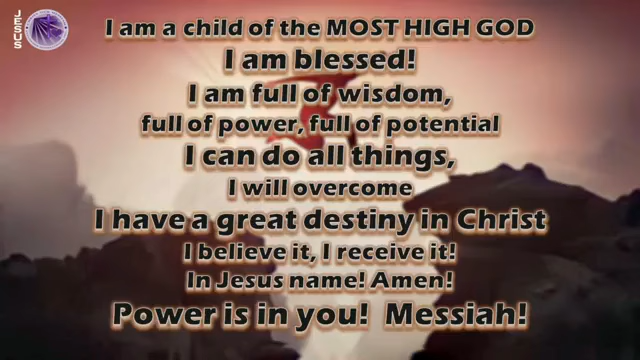 JESUS
I am a child of the MOST HIGH GOD
I am blessed!
I am full of wisdom,
full of power, full of potential
I can do all things,
I will overcome
I have a great destiny in Christ
I believe it, I receive it!
In Jesus name! Amen!
Power is in you! Messiah!